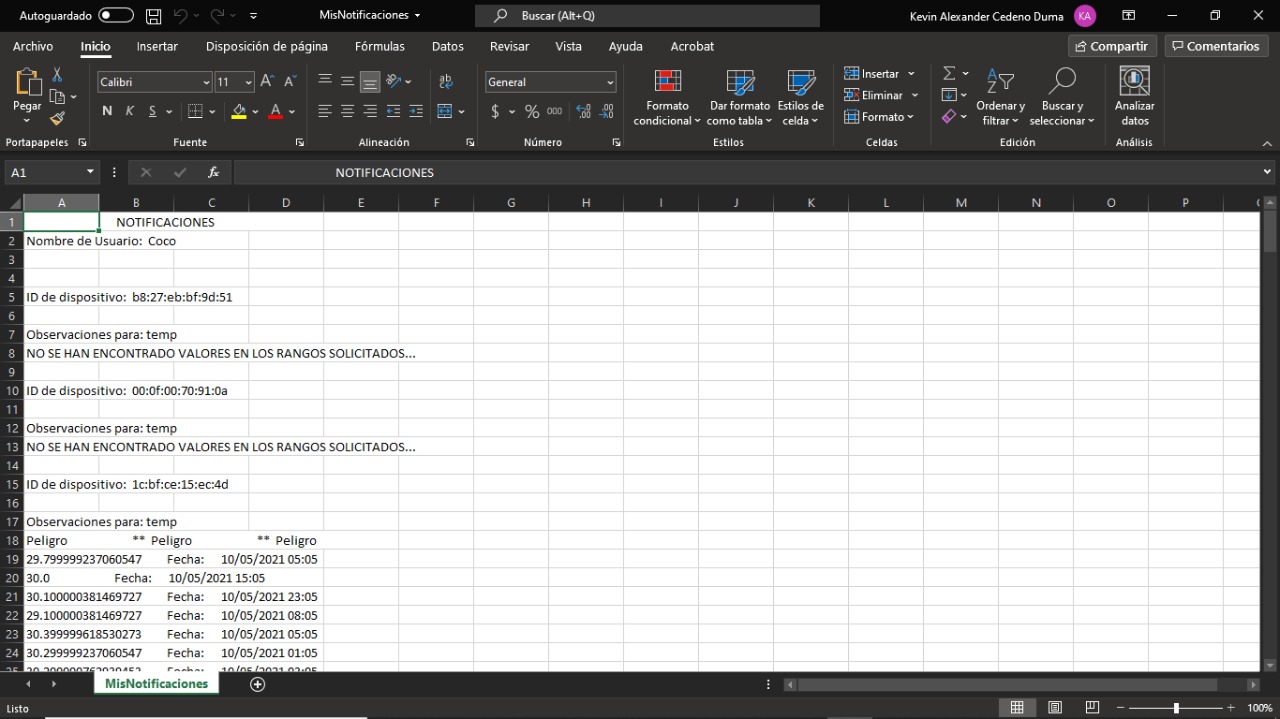 Autoguardado
MisNotificaciones
Buscar (Alt+Q)
Kevin Alexander Cedeno Duma
KA
Archivo Inicio Insertar Disposición de página Fórmulas Datos Revisar Vista Ayuda Acrobat
Compartir Comentarios
Pegar
Portapapeles
Calibri 11
N K S
Fuente
ab
Alineación
General
$ % 000
Número
Formato condicional
Dar formato como tabla
Estilos de celda
Estilos
Insertar
Eliminar
Formato
Celdas
Ordenar y filtrar
Buscar y seleccionar
Edición
Analizar datos
Análisis
A1 fx NOTIFICACIONES
A B C D E F G H I J K L M N O P
1 NOTIFICACIONES
2 Nombre de Usuario: Coco
3
4
5 ID de dispositivo: b8:27:eb:bf:9d:51
6
7 Observaciones para: temp
8 NO SE HAN ENCONTRADO VALORES EN LOS RANGOS SOLICITADOS...
9
10 ID de dispositivo: 00:0f:00:70:91:0a
11
12 Observaciones para: temp
13 NO SE HAN ENCONTRADO VALORES EN LOS RANGOS SOLICITADOS...
14
15 ID de dispositivo: 1c:bf:ce:15:ec:4d
16
17 Observaciones para: temp
18 Peligro ** Peligro ** Peligro
19 29.799999237060547 Fecha: 10/05/2021 05:05
20 30.0 Fecha: 10/05/2021 15:05
21 30.100000381469727 Fecha: 10/05/2021 23:05
22 29.100000381469727 Fecha: 10/05/2021 08:05
23 30.399999618530273 Fecha: 10/05/2021 05:05
24 30.299999237060547 Fecha: 10/05/2021 01:05
MisNotificaciones
Listo
100%